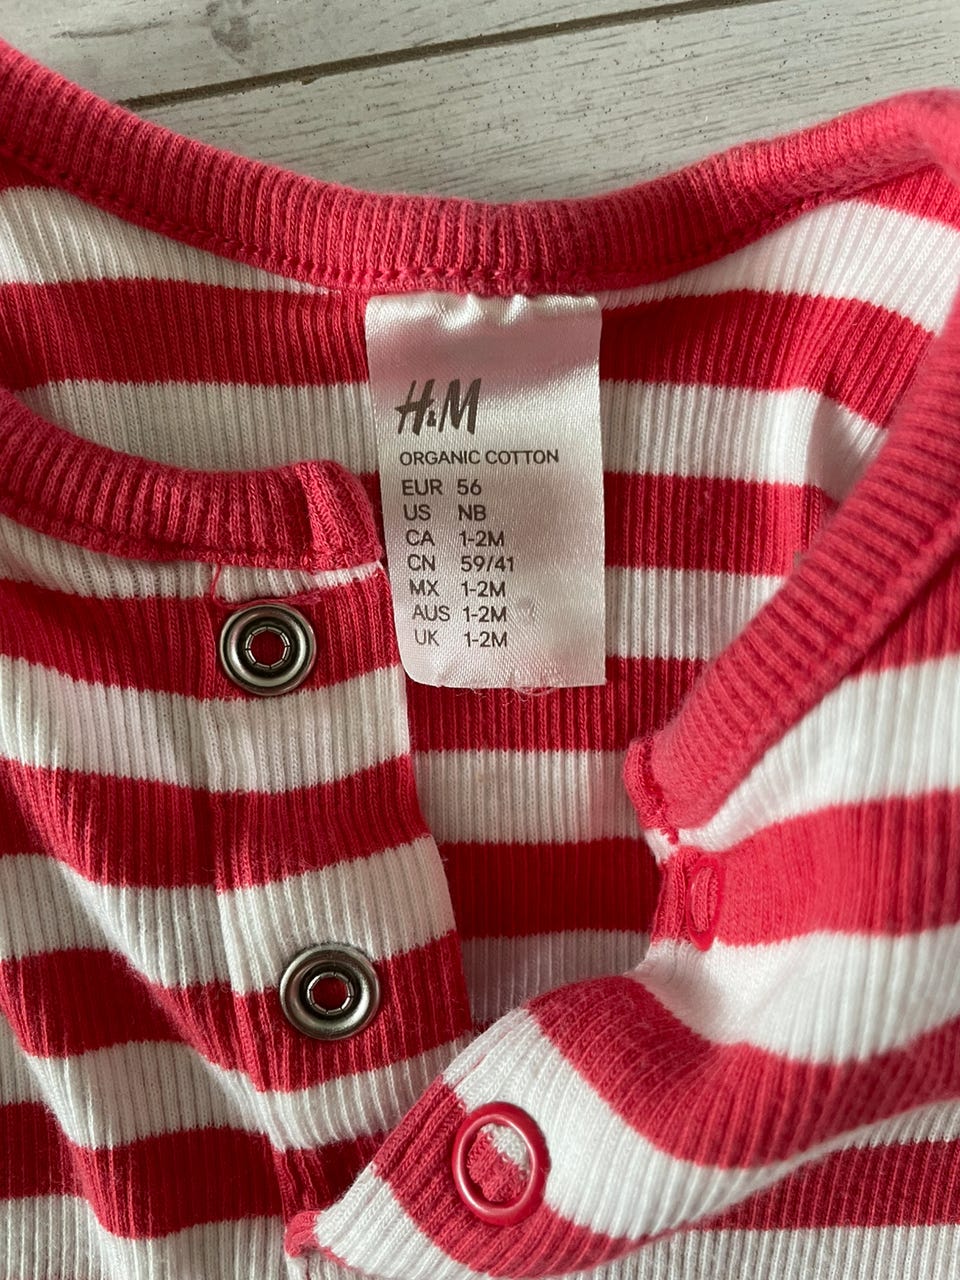 H&M
ORGANIC COTTON
EUR 56
US NB
CA 1-2M
CN 59/41
MX 1-2M
AUS 1-2M
UK 1-2M